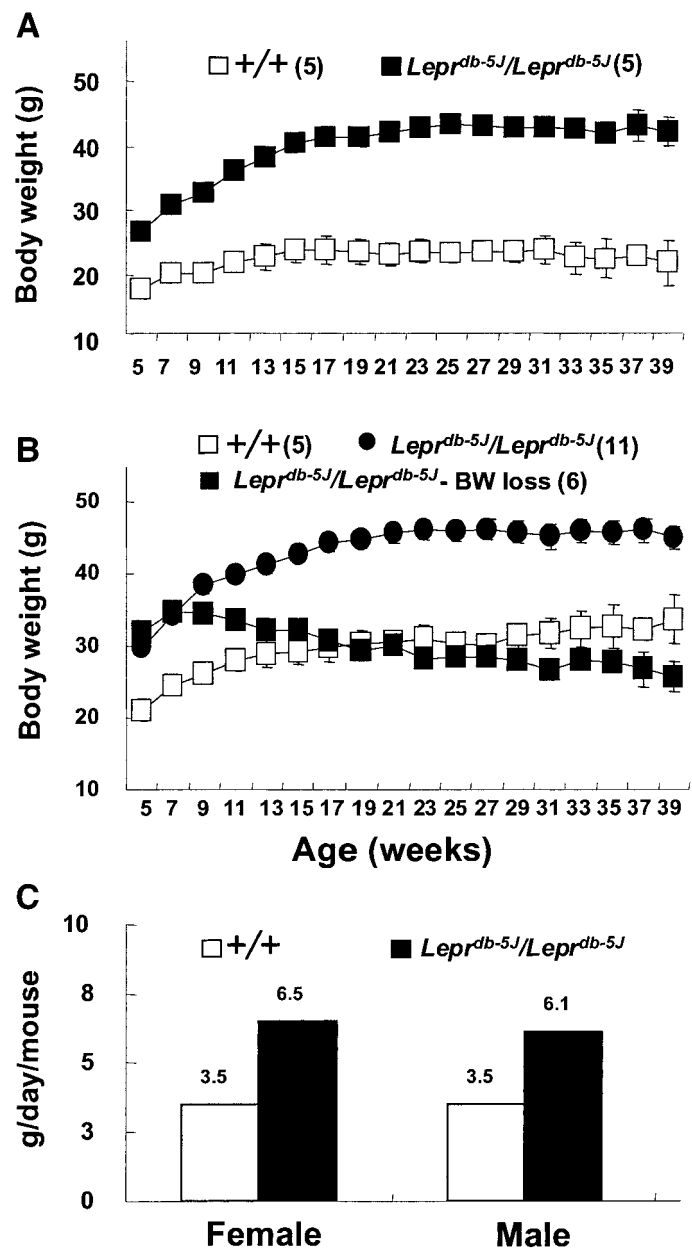 A
+/+ (5) Lepr^db-5J/Lepr^db-5J (5)
Body weight (g)
50
40
30
20
10
5 7 9 11 13 15 17 19 21 23 25 27 29 31 33 35 37 39
B
+/+ (5) Lepr^db-5J/Lepr^db-5J (11)
Lepr^db-5J/Lepr^db-5J - BW loss (6)
Body weight (g)
50
40
30
20
10
5 7 9 11 13 15 17 19 21 23 25 27 29 31 33 35 37 39
Age (weeks)
C
+/+ Lepr^db-5J/Lepr^db-5J
g/day/mouse
10
8
5
3
0
3.5 6.5 3.5 6.1
Female Male